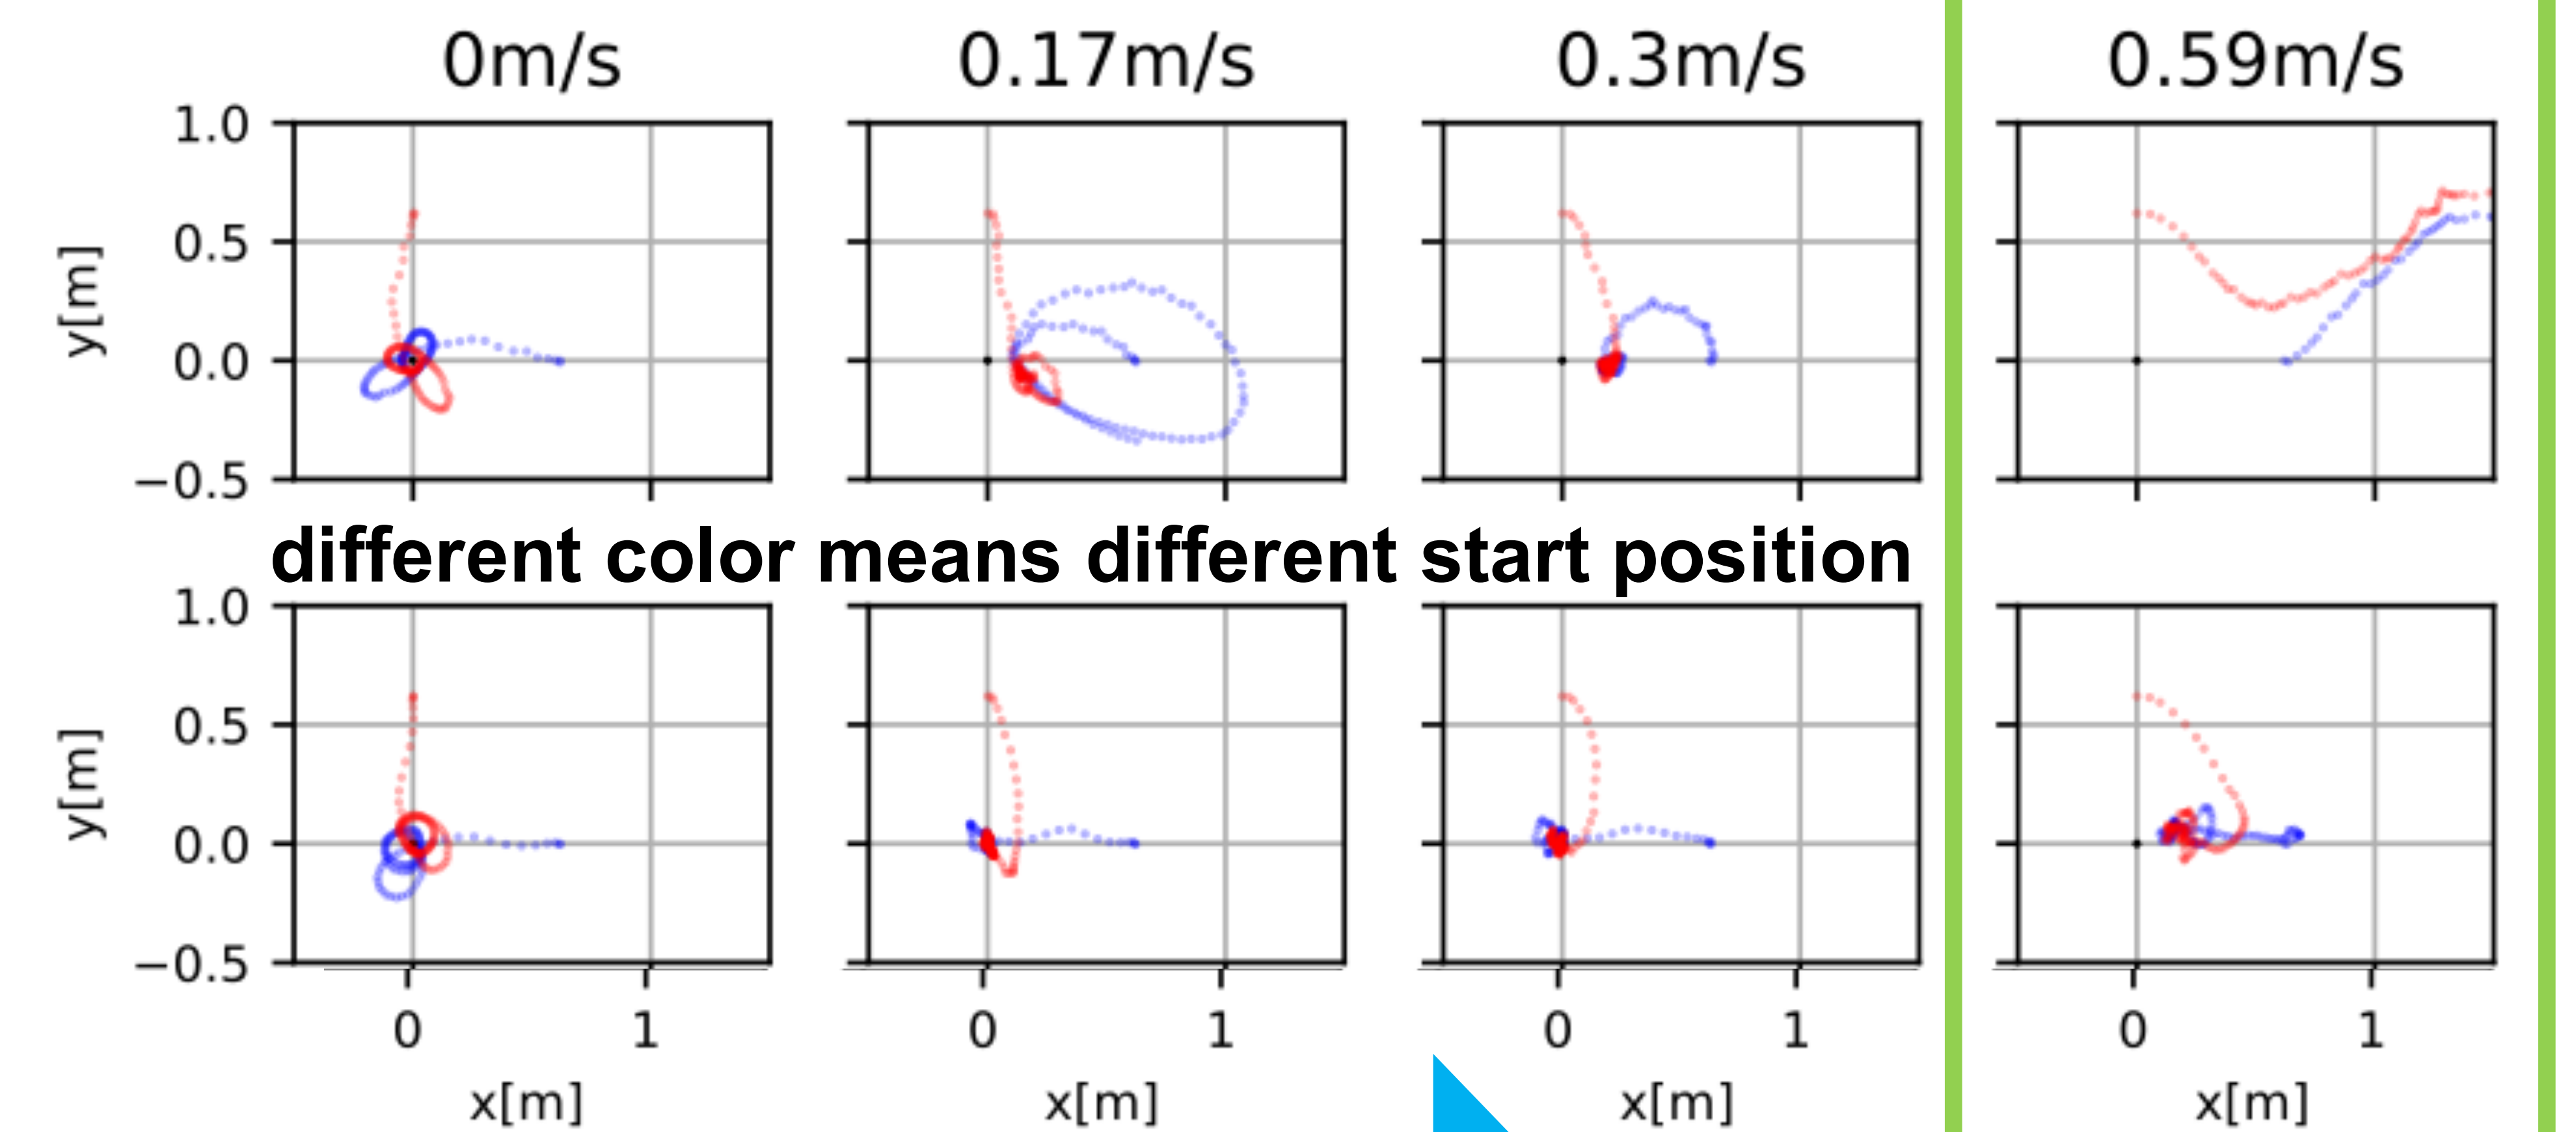 0m/s 0.17m/s 0.3m/s 0.59m/s
1.0
0.5
y[m]
0.0
−0.5
different color means different start position
1.0
0.5
y[m]
0.0
−0.5
0 1 0 1 0 1 0 1
x[m] x[m] x[m] x[m]